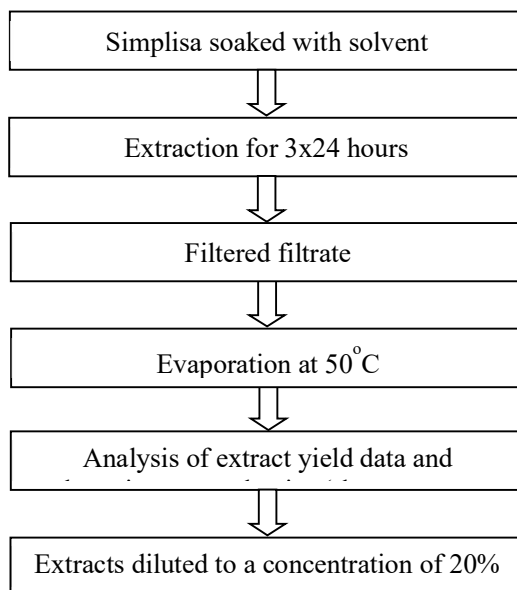 Simplisa soaked with solvent
Extraction for 3x24 hours
Filtered filtrate
Evaporation at 50°C
Analysis of extract yield data and
Extracts diluted to a concentration of 20%